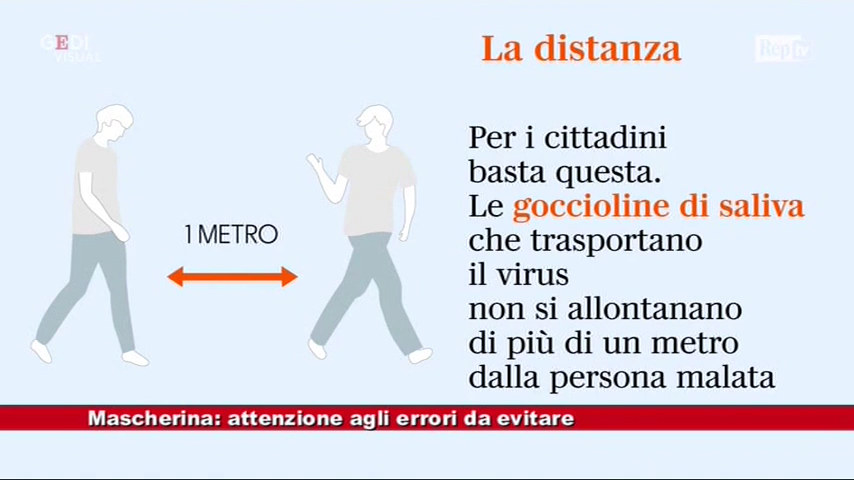 GEDI
VISUAL
La distanza
Rep tv
Per i cittadini
basta questa.
Le goccioline di saliva
che trasportano
il virus
non si allontanano
di più di un metro
dalla persona malata
1 METRO
Mascherina: attenzione agli errori da evitare